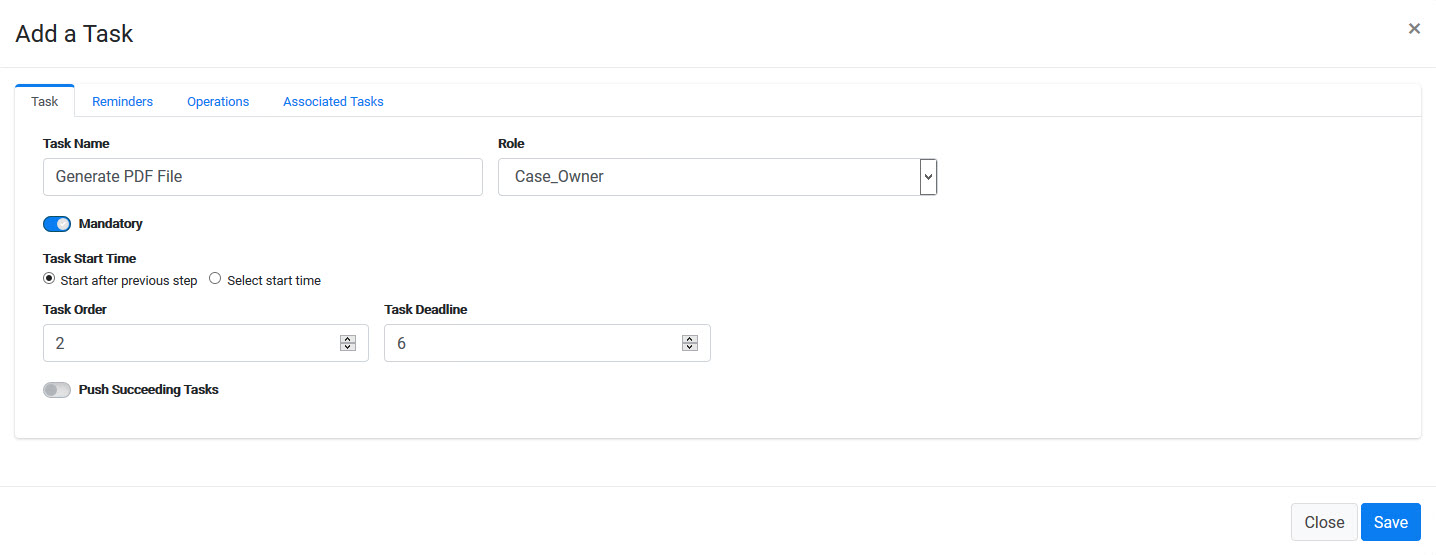 Add a Task
×
Task Reminders Operations Associated Tasks
Task Name Role
Generate PDF File Case_Owner
Mandatory
Task Start Time
Start after previous step Select start time
Task Order Task Deadline
2 6
Push Succeeding Tasks
Close Save